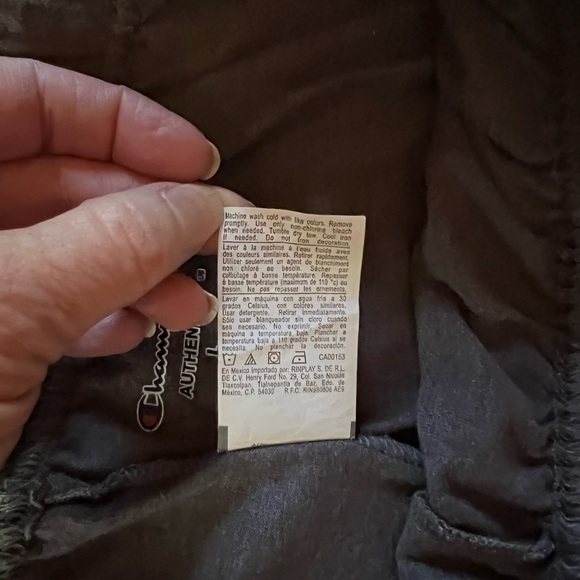 Machine wash cold with like colors. Remove
promptly. Use only non-chlorine bleach
when needed. Tumble dry low. Cool iron
if needed. Do not iron decoration.
Laver à la machine à l'eau froide avec
des couleurs similaires. Retirer rapidement.
Utiliser seulement un agent de blanchiment
non chloré au besoin. Sécher par
culbutage à basse température. Repasser
à basse température (maximum de 110 °c) au
besoin. Ne pas repasser les ornements.
Lavar en máquina con agua fría a 30
grados Celsius, con colores similares.
Usar detergente. Retirar inmediatamente.
Sólo usar blanqueador sin cloro cuando
sea necesario. No exprimir. Secar en
máquina a temperatura baja. Planchar a
temperatura baja a 110 grados Celsius si es
necesita. No planchar la decoración.
CA00153
En México importado por: RINPLAY S. DE R.L.
DE C.V. Henry Ford No. 29, Col. San Nicolás
Tlaxcolpan, Tlalnepantla de Baz, Edo. de
México, C.P. 54030 R.F.C. RIN980806 AE9
Champion
AUTHENTIC